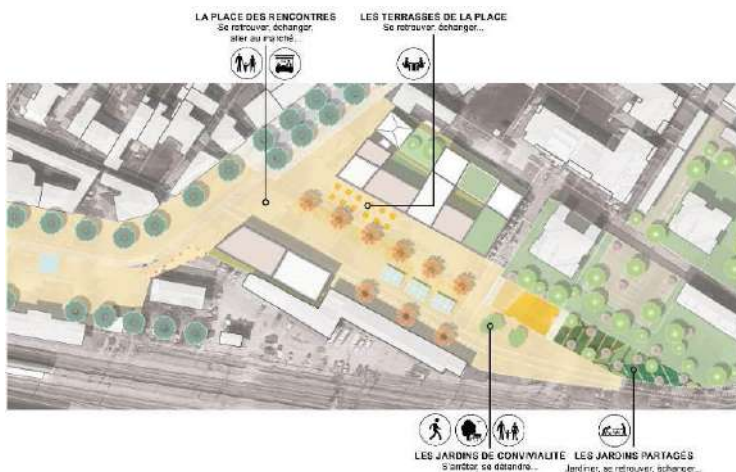 LA PLACE DES RENCONTRES
Se retrouver, échanger,
aller au marché...
LES TERRASSES DE LA PLACE
Se retrouver, échanger...
LES JARDINS DE CONVIVIALITÉ
S'arrêter, se détendre...
LES JARDINS PARTAGÉS
Jardiner, se retrouver, échanger...